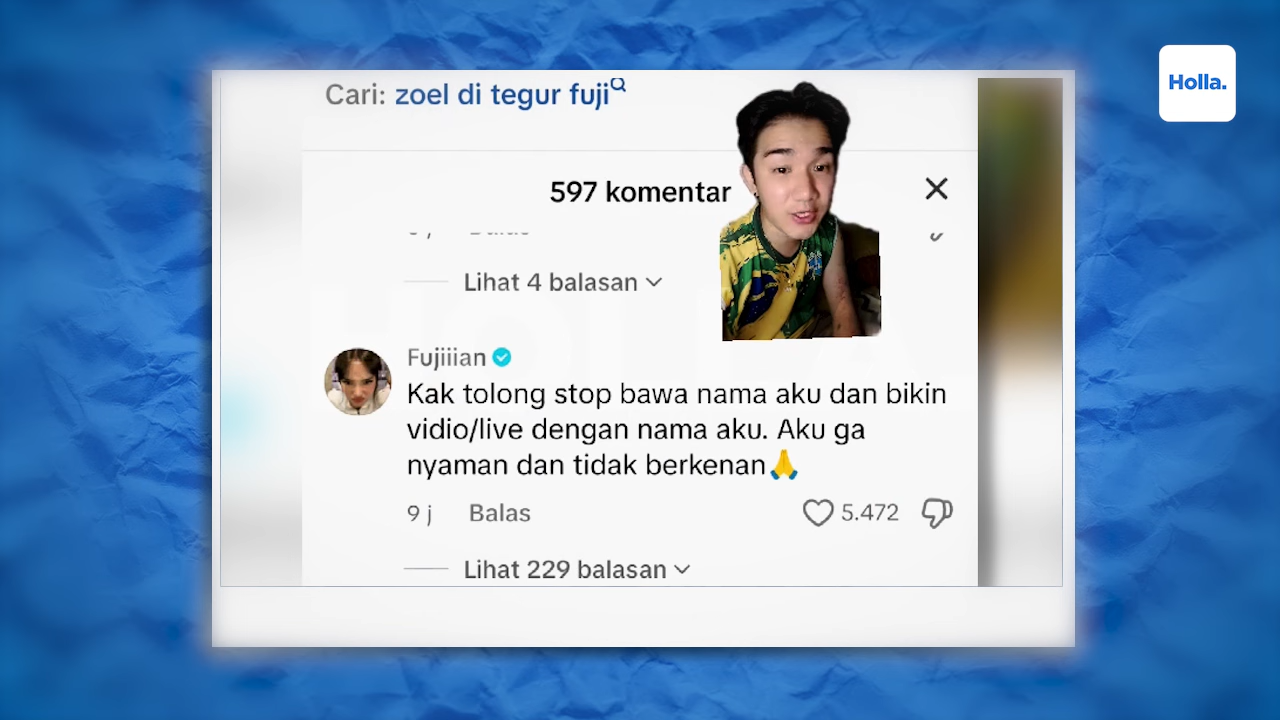 Holla.
Cari: zoel di tegur fuji
597 komentar
Lihat 4 balasan
Fujiiian
Kak tolong stop bawa nama aku dan bikin
vidio/live dengan nama aku. Aku ga
nyaman dan tidak berkenan🙏
9 j Balas 5.472
Lihat 229 balasan